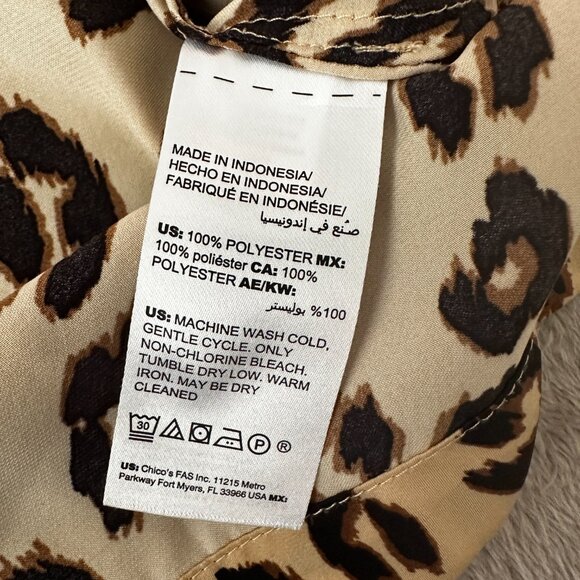 MADE IN INDONESIA/
HECHO EN INDONESIA/
FABRIQUÉ EN INDONÉSIE/
صنع في إندونيسيا
US: 100% POLYESTER MX:
100% poliéster CA: 100%
POLYESTER AE/KW:
100% بوليستر
US: MACHINE WASH COLD,
GENTLE CYCLE. ONLY
NON-CHLORINE BLEACH.
TUMBLE DRY LOW. WARM
IRON. MAY BE DRY
CLEANED
30 P ®
US: Chico's FAS Inc. 11215 Metro
Parkway Fort Myers, FL 33966 USA MX: